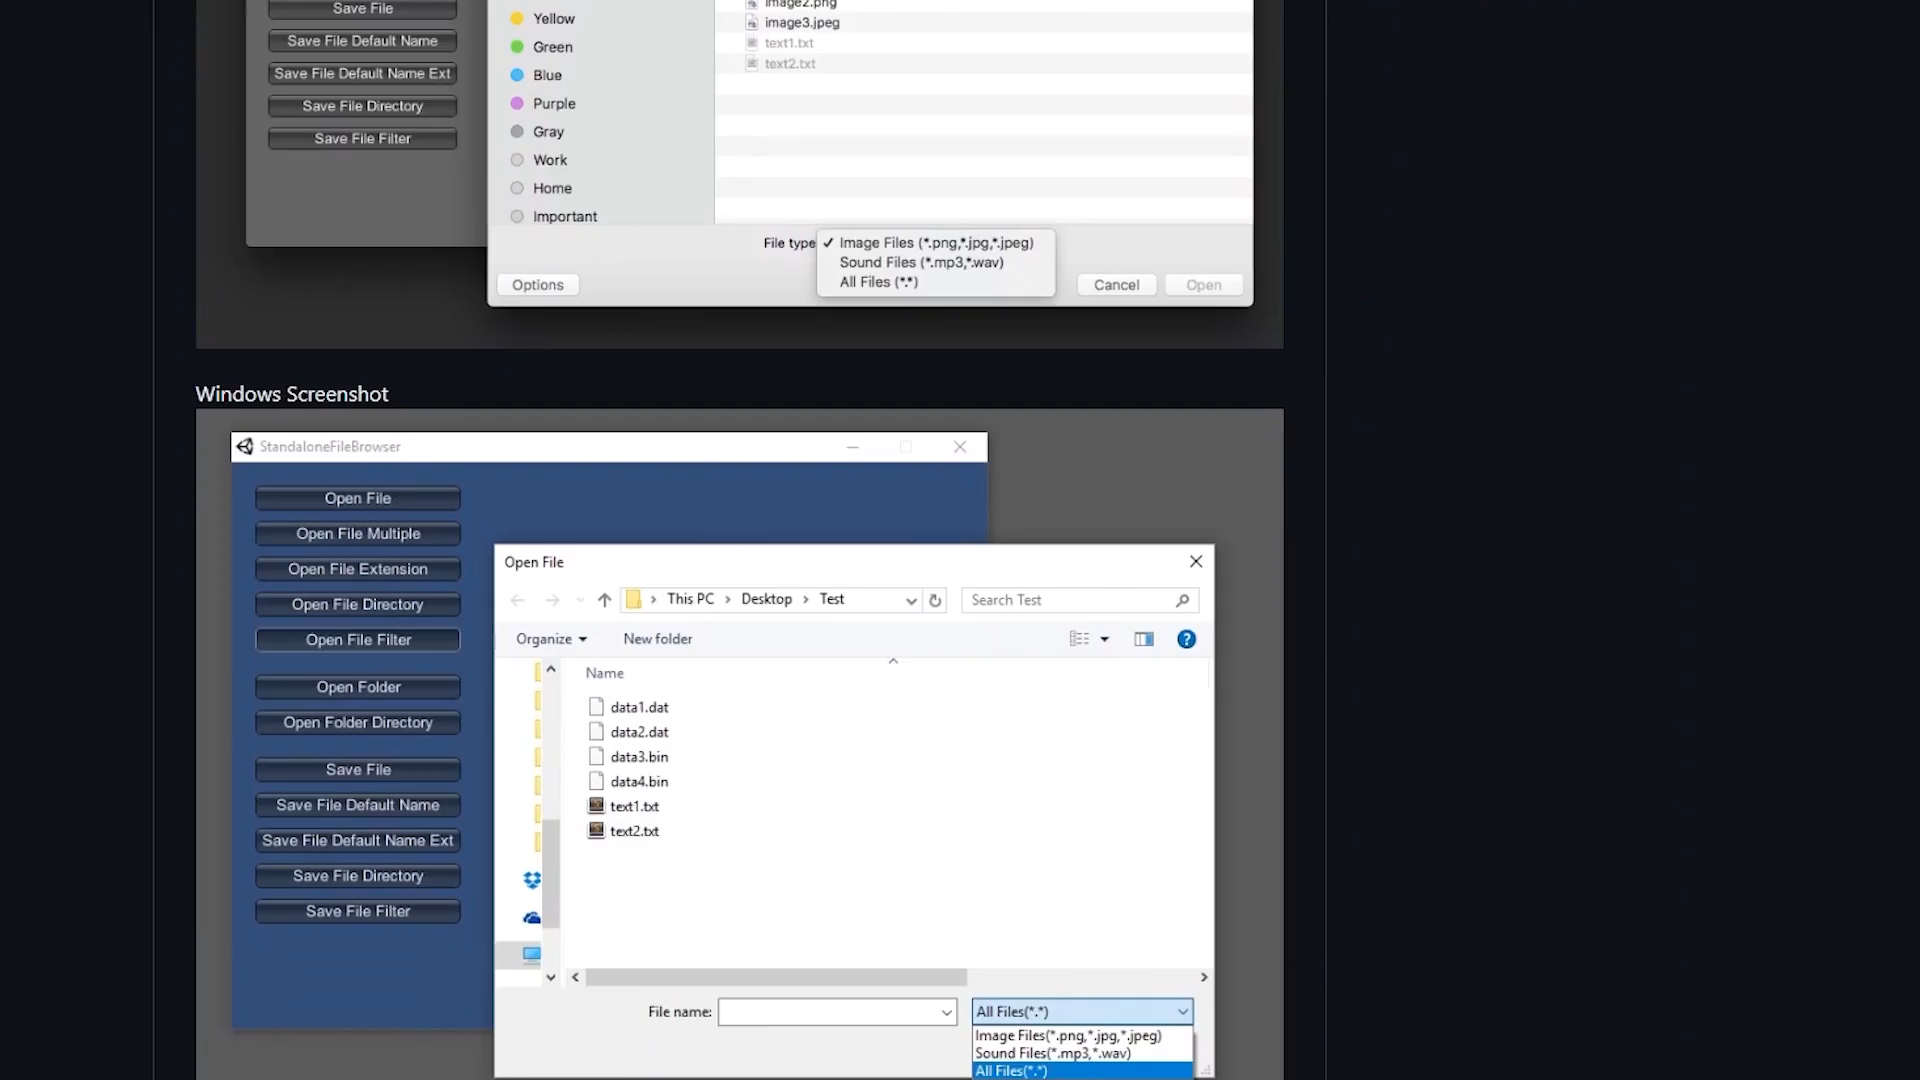 Save File
Save File Default Name
Save File Default Name Ext
Save File Directory
Save File Filter
Yellow
Green
Blue
Purple
Gray
Work
Home
Important
image2.png
image3.jpeg
text1.txt
text2.txt
File type
✓ Image Files (*.png,*.jpg,*.jpeg)
Sound Files (*.mp3,*.wav)
All Files (*.*)
Options
Cancel
Open
Windows Screenshot
StandaloneFileBrowser
Open File
Open File Multiple
Open File Extension
Open File Directory
Open File Filter
Open Folder
Open Folder Directory
Save File
Save File Default Name
Save File Default Name Ext
Save File Directory
Save File Filter
Open File
This PC > Desktop > Test
Search Test
Organize
New folder
Name
data1.dat
data2.dat
data3.bin
data4.bin
text1.txt
text2.txt
File name:
All Files(*.*)
Image Files(*.png,*.jpg,*.jpeg)
Sound Files(*.mp3,*.wav)
All Files(*.*)